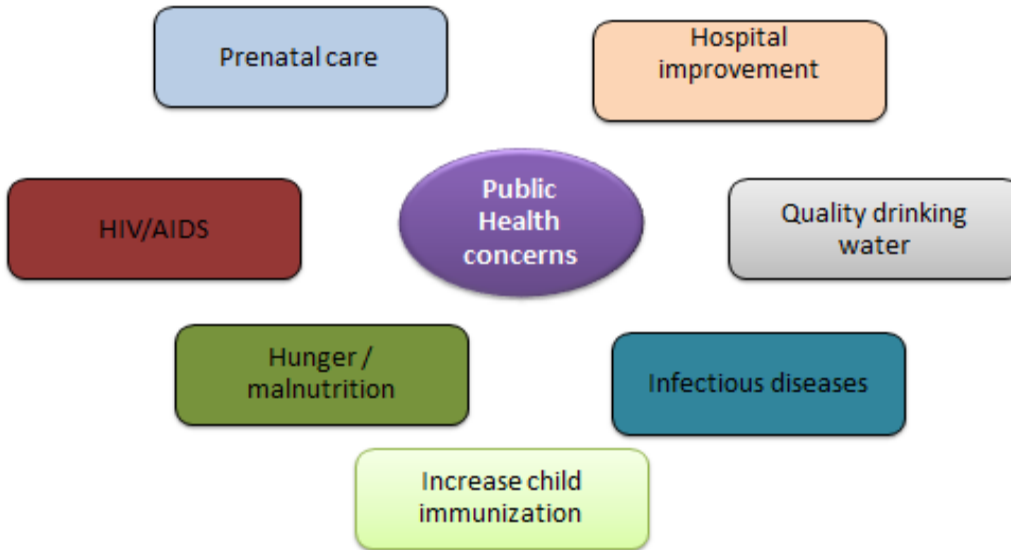 Prenatal care
Hospital
improvement
HIV/AIDS
Public
Health
concerns
Quality drinking
water
Hunger /
malnutrition
Infectious diseases
Increase child
immunization